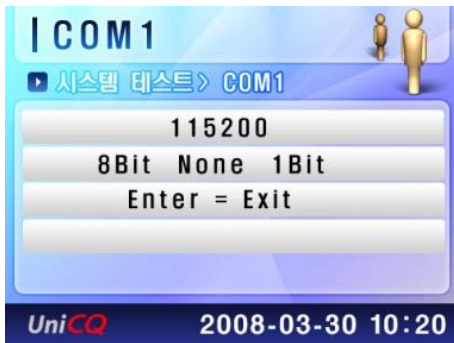 COM1
시스템 테스트> COM1
115200
8Bit None 1Bit
Enter = Exit
UniCQ 2008-03-30 10:20